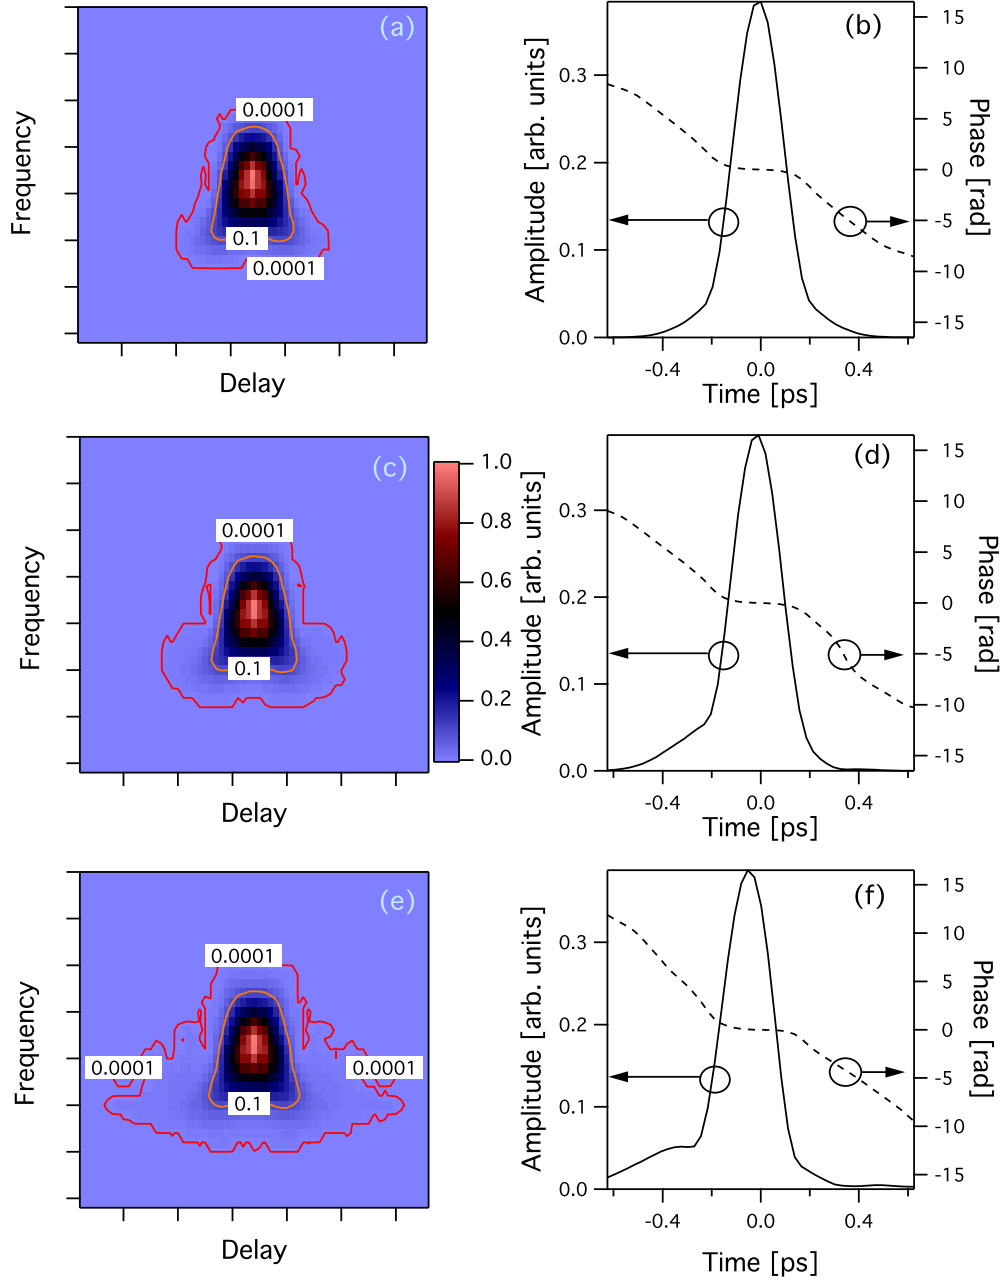 (a)
Frequency
0.0001
0.1
0.0001
Delay
(b)
Amplitude [arb. units]
0.3
0.2
0.1
0.0
15
10
5
0
-5
-10
-15
Phase [rad]
-0.4
0.0
0.4
Time [ps]
(c)
Frequency
0.0001
0.1
Delay
1.0
0.8
0.6
0.4
0.2
0.0
(d)
Amplitude [arb. units]
0.3
0.2
0.1
0.0
15
10
5
0
-5
-10
-15
Phase [rad]
-0.4
0.0
0.4
Time [ps]
(e)
Frequency
0.0001
0.0001
0.0001
0.1
Delay
(f)
Amplitude [arb. units]
0.3
0.2
0.1
0.0
15
10
5
0
-5
-10
-15
Phase [rad]
-0.4
0.0
0.4
Time [ps]